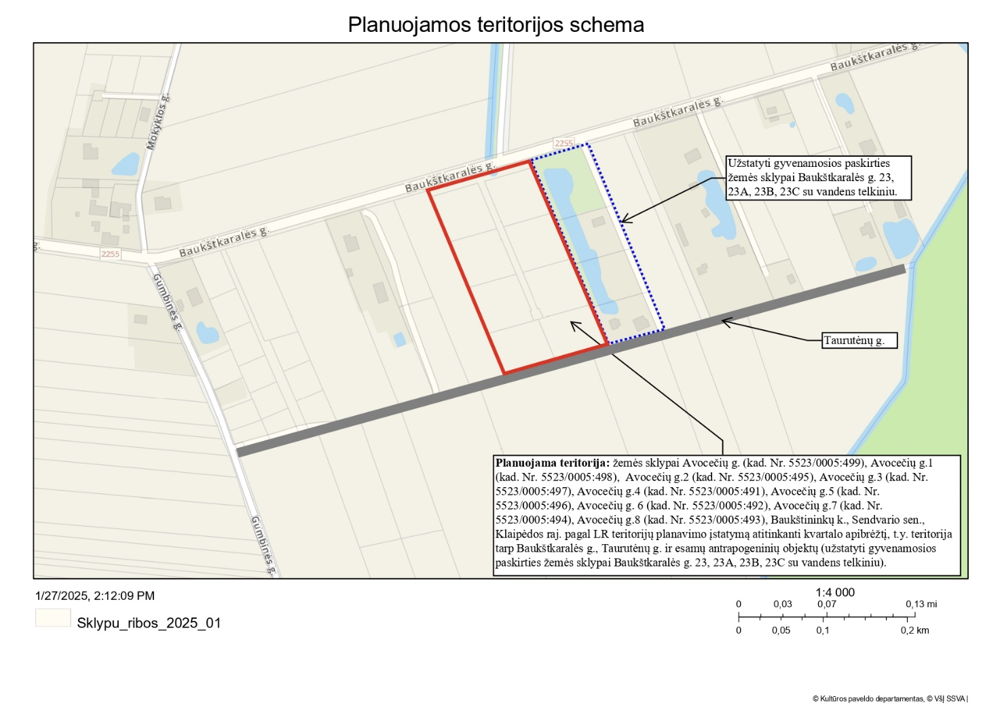 Planuojamos teritorijos schema
Baukštkaralės g.
Mokyklos g.
Baukštkaralės g.
2255
Baukštkaralės g.
Užstatyti gyvenamosios paskirties
žemės sklypai Baukštkaralės g. 23,
23A, 23B, 23C su vandens telkiniu.
g.
2255
Baukštkaralės g.
Gumbinės g.
Taurutėnų g.
Planuojama teritorija: žemės sklypai Avocečių g. (kad. Nr. 5523/0005:499), Avocečių g.1
(kad. Nr. 5523/0005:498), Avocečių g.2 (kad. Nr. 5523/0005:495), Avocečių g.3 (kad. Nr.
5523/0005:497), Avocečių g.4 (kad. Nr. 5523/0005:491), Avocečių g.5 (kad. Nr.
5523/0005:496), Avocečių g. 6 (kad. Nr. 5523/0005:492), Avocečių g.7 (kad. Nr.
5523/0005:494), Avocečių g.8 (kad. Nr. 5523/0005:493), Baukštininkų k., Sendvario sen.,
Klaipėdos raj. pagal LR teritorijų planavimo įstatymą atitinkanti kvartalo apibrėžtį, t.y. teritorija
tarp Baukštkaralės g., Taurutėnų g. ir esamų antrapogeninių objektų (užstatyti gyvenamosios
paskirties žemės sklypai Baukštkaralės g. 23, 23A, 23B, 23C su vandens telkiniu).
Gumbinės g.
1/27/2025, 2:12:09 PM
Sklypu_ribos_2025_01
1:4 000
0 0,03 0,07 0,13 mi
0 0,05 0,1 0,2 km
© Kultūros paveldo departamentas, © VšĮ SSVA |